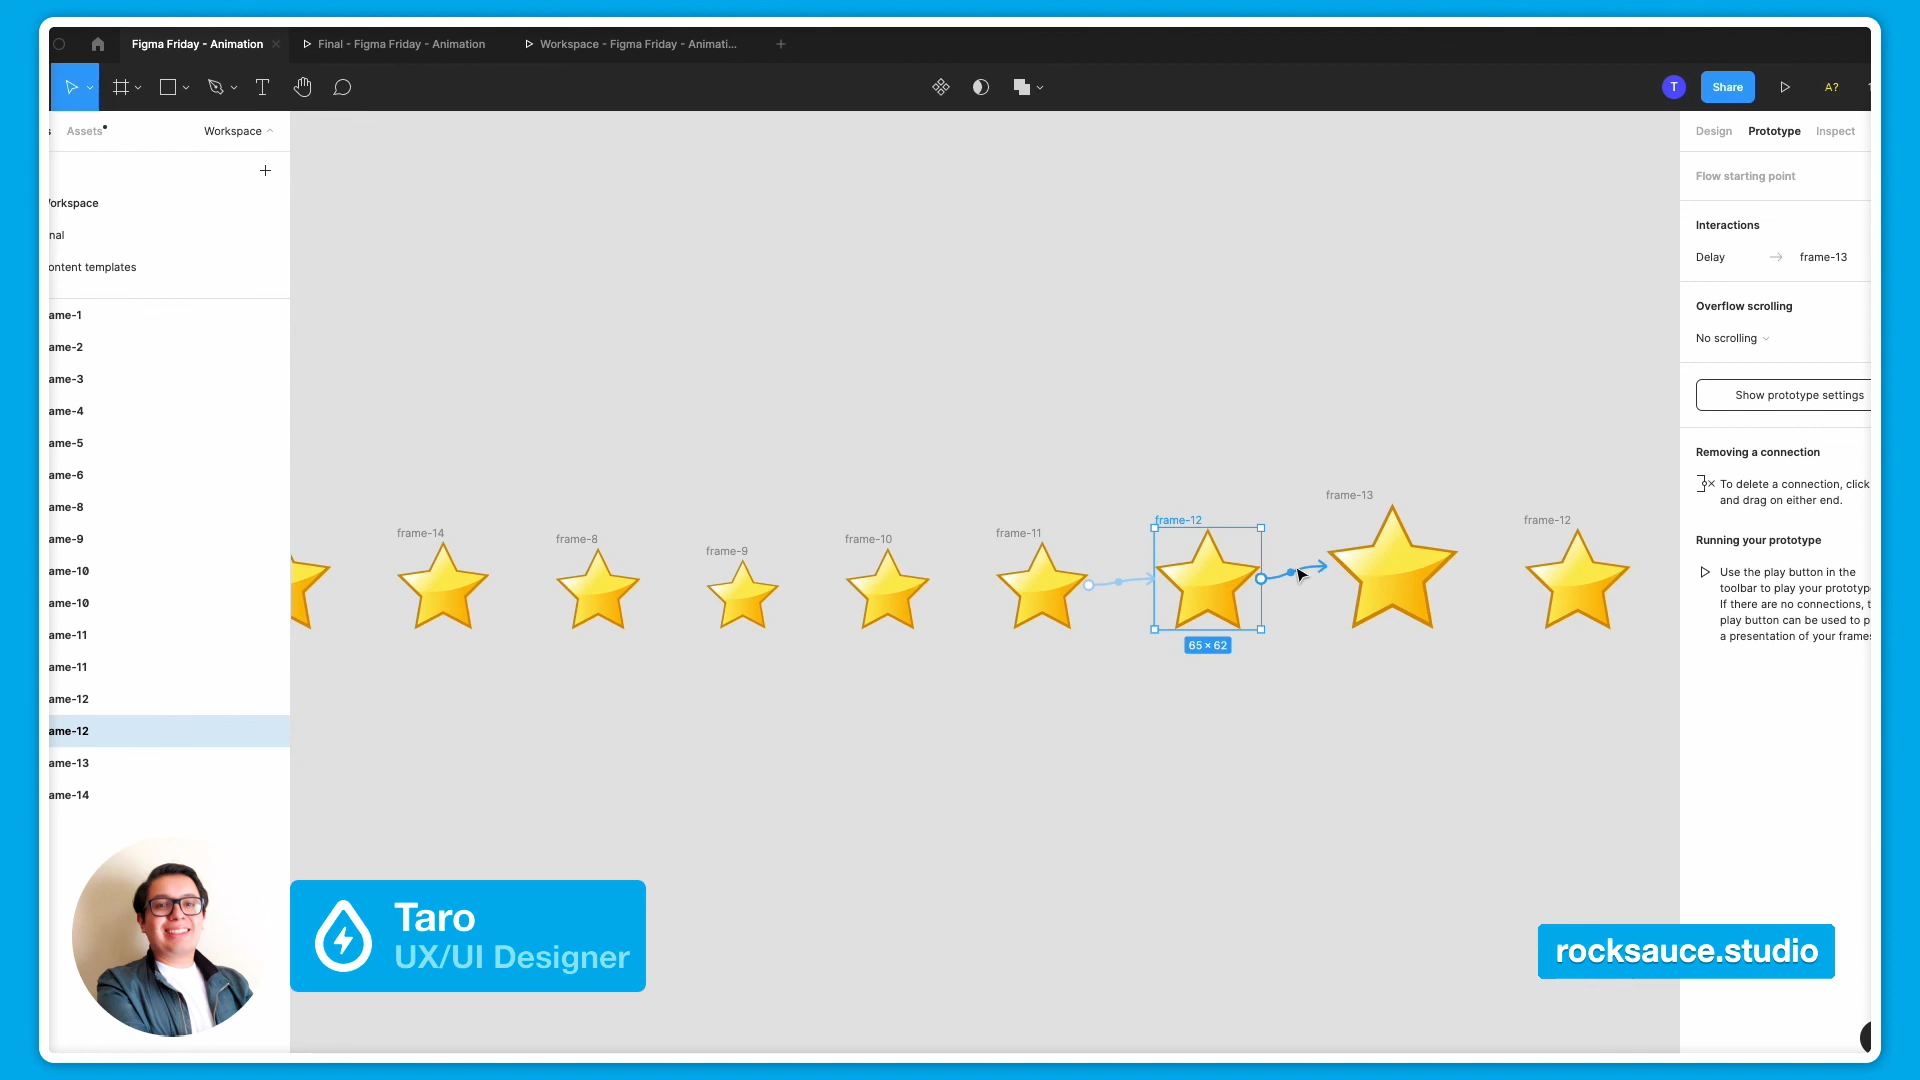 Figma Friday - Animation
Final - Figma Friday - Animation
Workspace - Figma Friday - Animati...
T
Share
A?
s
Assets
Workspace
Design
Prototype
Inspect
orkspace
nal
ontent templates
ame-1
ame-2
ame-3
ame-4
ame-5
ame-6
ame-8
ame-9
ame-10
ame-10
ame-11
ame-11
ame-12
ame-12
ame-13
ame-14
frame-14
frame-8
frame-9
frame-10
frame-11
frame-12
65 × 62
frame-13
frame-12
Flow starting point
Interactions
Delay → frame-13
Overflow scrolling
No scrolling
Show prototype settings
Removing a connection
To delete a connection, click
and drag on either end.
Running your prototype
Use the play button in the
toolbar to play your prototyp
If there are no connections, t
play button can be used to p
a presentation of your frames
Taro
UX/UI Designer
rocksauce.studio